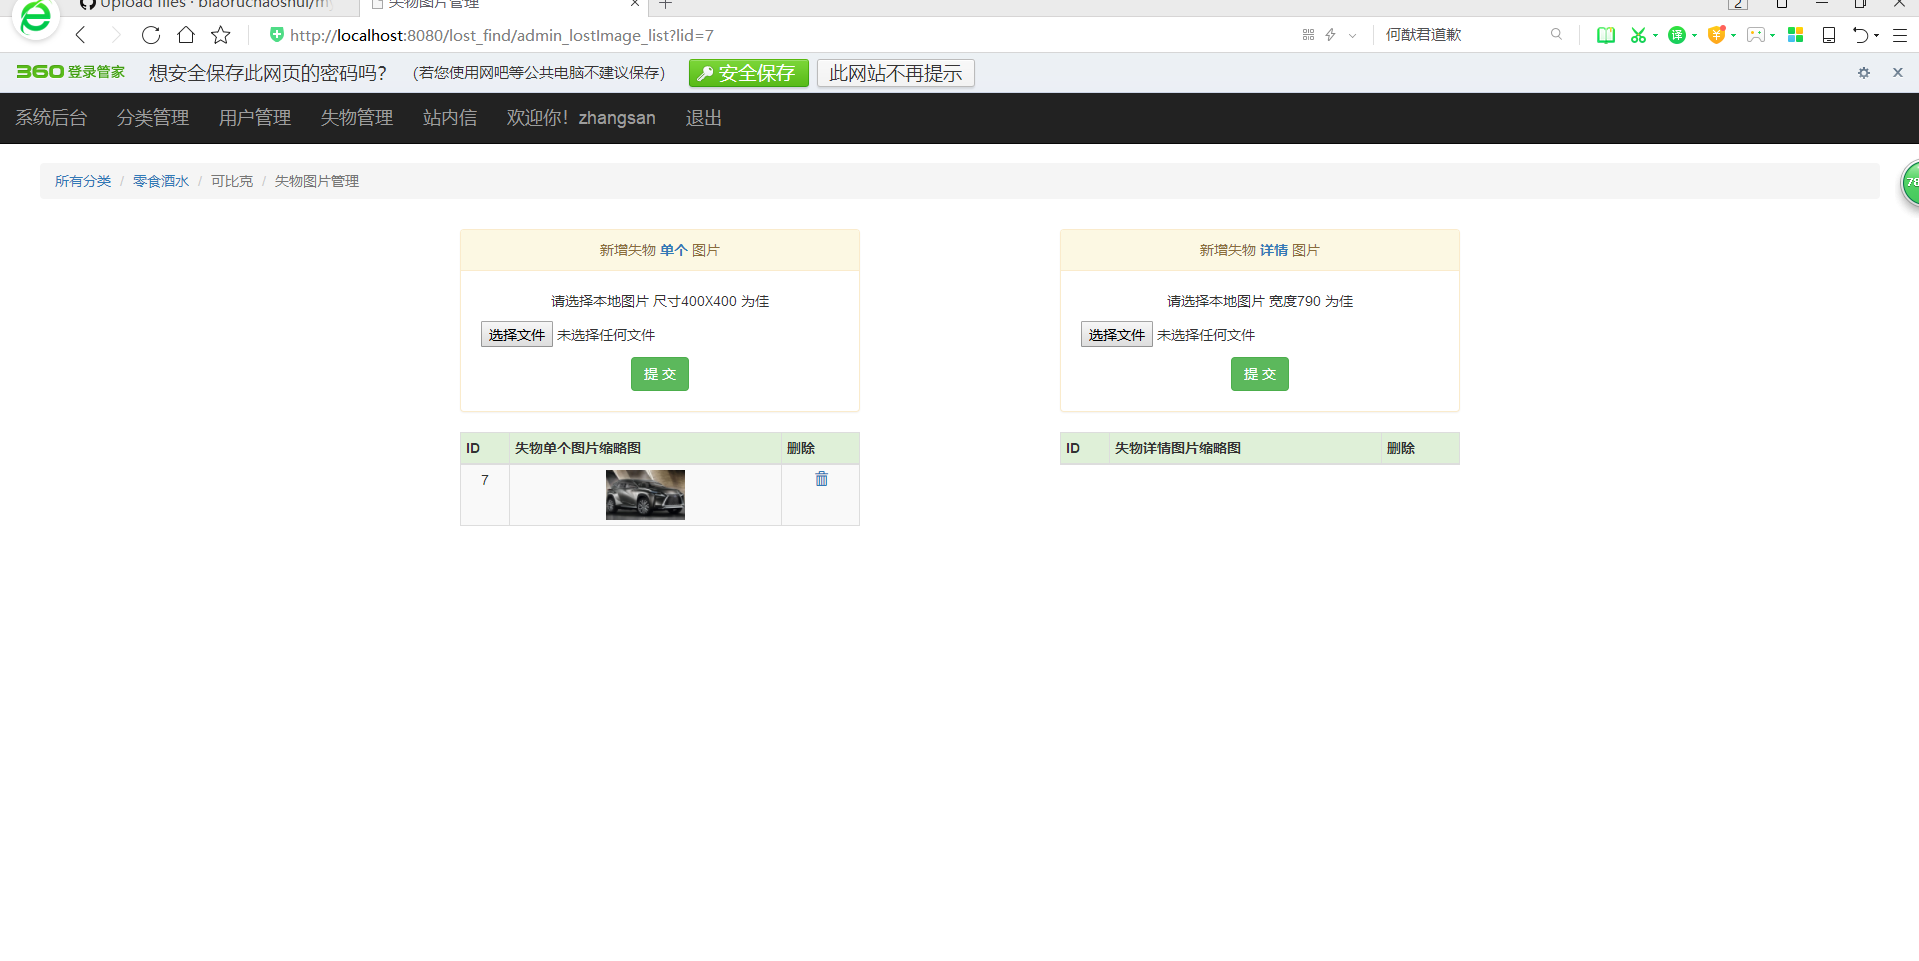 Upload files · biaoruchaoshui/my
失物图片管理
2
http://localhost:8080/lost_find/admin_lostImage_list?lid=7
何猷君道歉
译
¥
360 登录管家 想安全保存此网页的密码吗? (若您使用网吧等公共电脑不建议保存) 安全保存 此网站不再提示
系统后台 分类管理 用户管理 失物管理 站内信 欢迎你! zhangsan 退出
所有分类 / 零食酒水 / 可比克 / 失物图片管理
78
新增失物 单个 图片
请选择本地图片 尺寸400X400 为佳
选择文件 未选择任何文件
提 交
ID 失物单个图片缩略图 删除
7
新增失物 详情 图片
请选择本地图片 宽度790 为佳
选择文件 未选择任何文件
提 交
ID 失物详情图片缩略图 删除